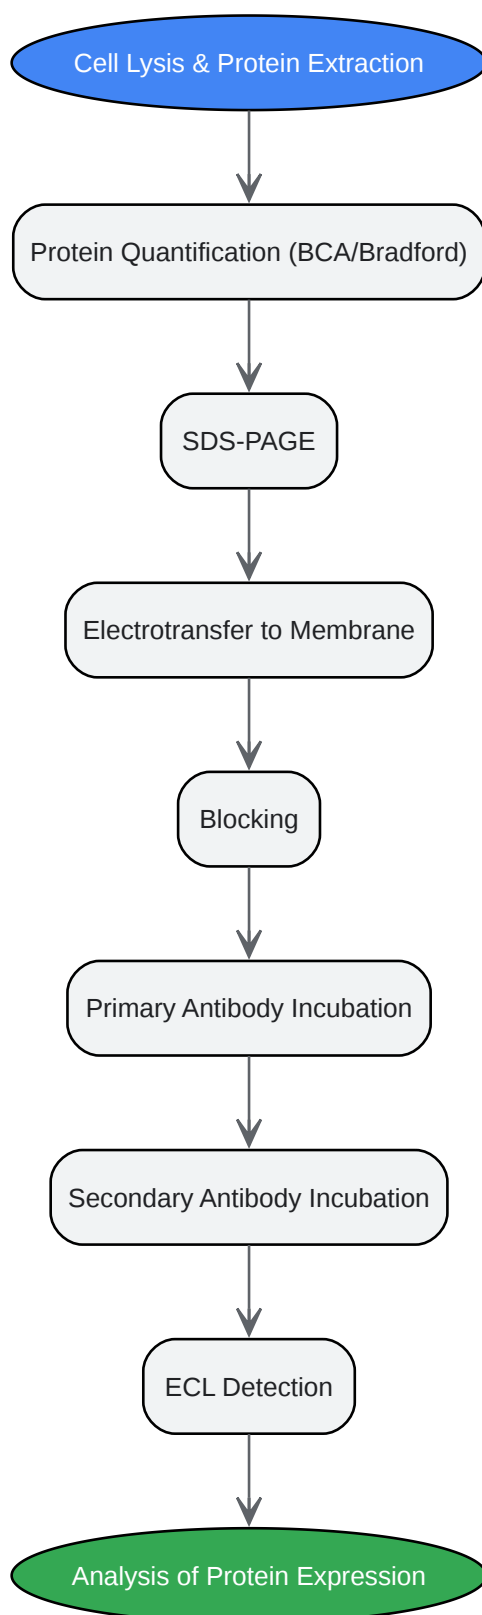 Cell Lysis & Protein Extraction
Protein Quantification (BCA/Bradford)
SDS-PAGE
Electrotransfer to Membrane
Blocking
Primary Antibody Incubation
Secondary Antibody Incubation
ECL Detection
Analysis of Protein Expression